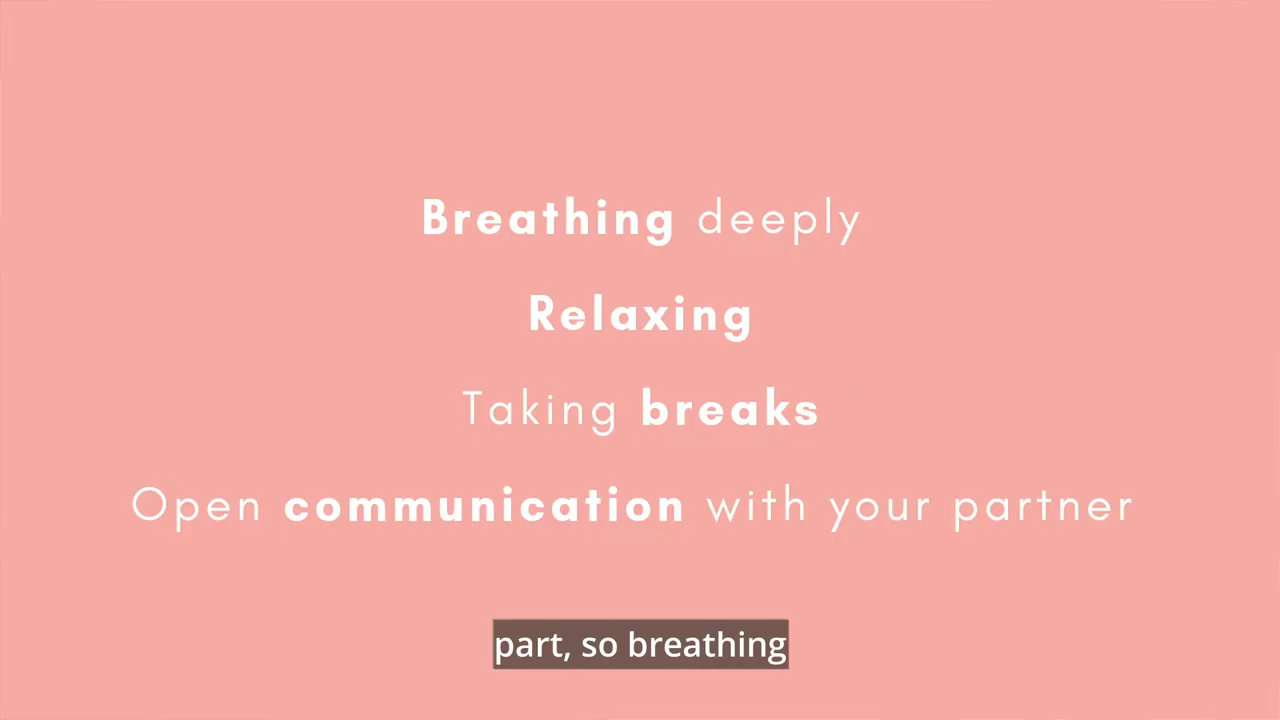 Breathing deeply
Relaxing
Taking breaks
Open communication with your partner
part, so breathing